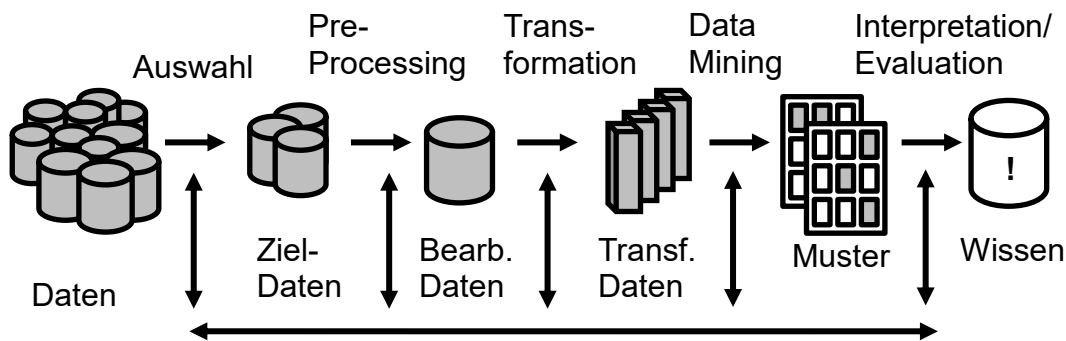 Auswahl
Pre-
Processing
Trans-
formation
Data
Mining
Interpretation/
Evaluation
!
Daten
Ziel-
Daten
Bearb.
Daten
Transf.
Daten
Muster
Wissen